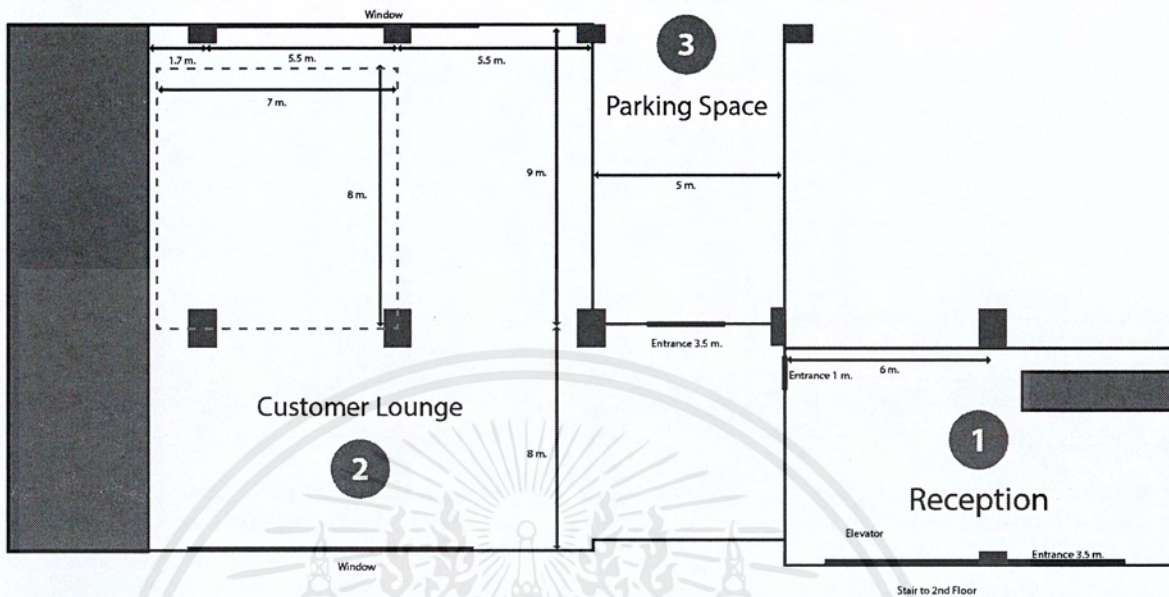 Window
3
1.7 m.
5.5 m.
5.5 m.
7 m.
Parking Space
9 m.
5 m.
8 m.
Entrance 3.5 m.
Entrance 1 m.
6 m.
Customer Lounge
1
2
8 m.
Reception
Elevator
Entrance 3.5 m.
Window
Stair to 2nd Floor